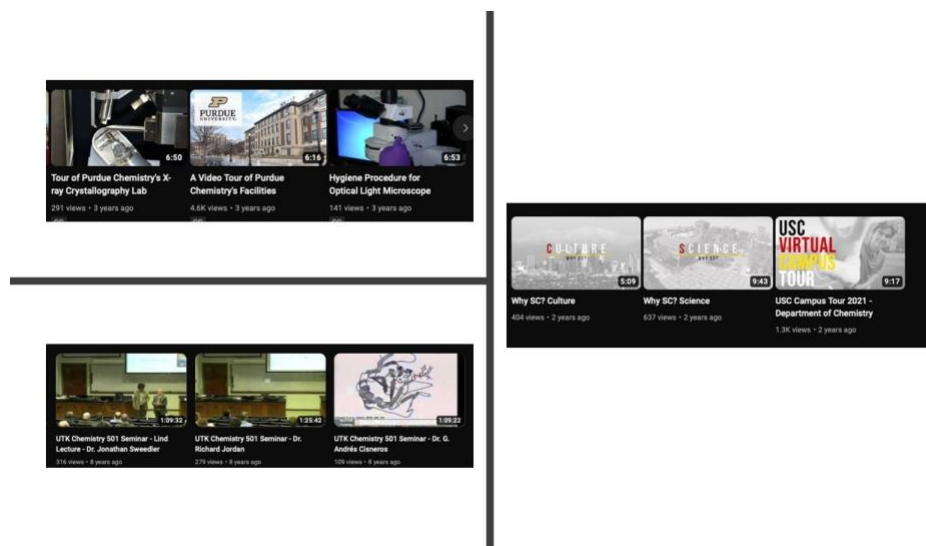 PURDUE
UNIVERSITY
6:50
6:16
6:53
Tour of Purdue Chemistry's X-
ray Crystallography Lab
291 views • 3 years ago
A Video Tour of Purdue
Chemistry's Facilities
4.6K views • 3 years ago
Hygiene Procedure for
Optical Light Microscope
141 views • 3 years ago
1:09:32
1:25:42
1:09:22
UTK Chemistry 501 Seminar - Lind
Lecture - Dr. Jonathan Sweedler
316 views • 8 years ago
UTK Chemistry 501 Seminar - Dr.
Richard Jordan
279 views • 8 years ago
UTK Chemistry 501 Seminar - Dr. G.
Andrés Cisneros
109 views • 8 years ago
CULTURE
WHY SC?
5:09
SCIENCE
WHY SC?
9:43
USC
VIRTUAL
CAMPUS
TOUR
9:17
Why SC? Culture
404 views • 2 years ago
Why SC? Science
637 views • 2 years ago
USC Campus Tour 2021 -
Department of Chemistry
1.3K views • 2 years ago